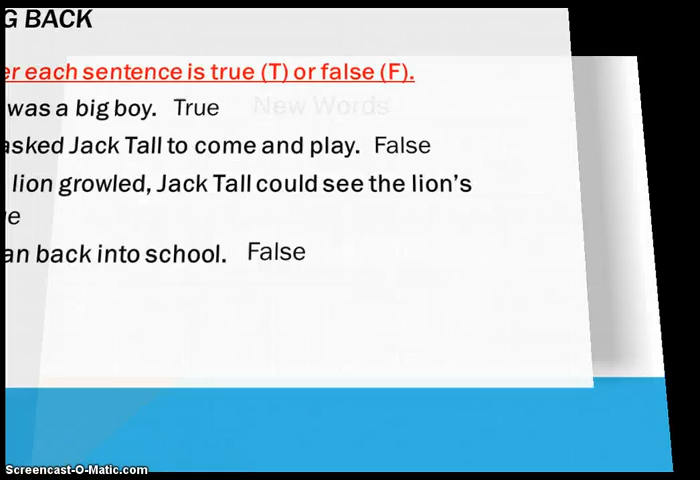 G BACK
er each sentence is true (T) or false (F).
was a big boy. True
New Words
asked Jack Tall to come and play. False
lion growled, Jack Tall could see the lion's
ue
an back into school. False
Screencast-O-Matic.com